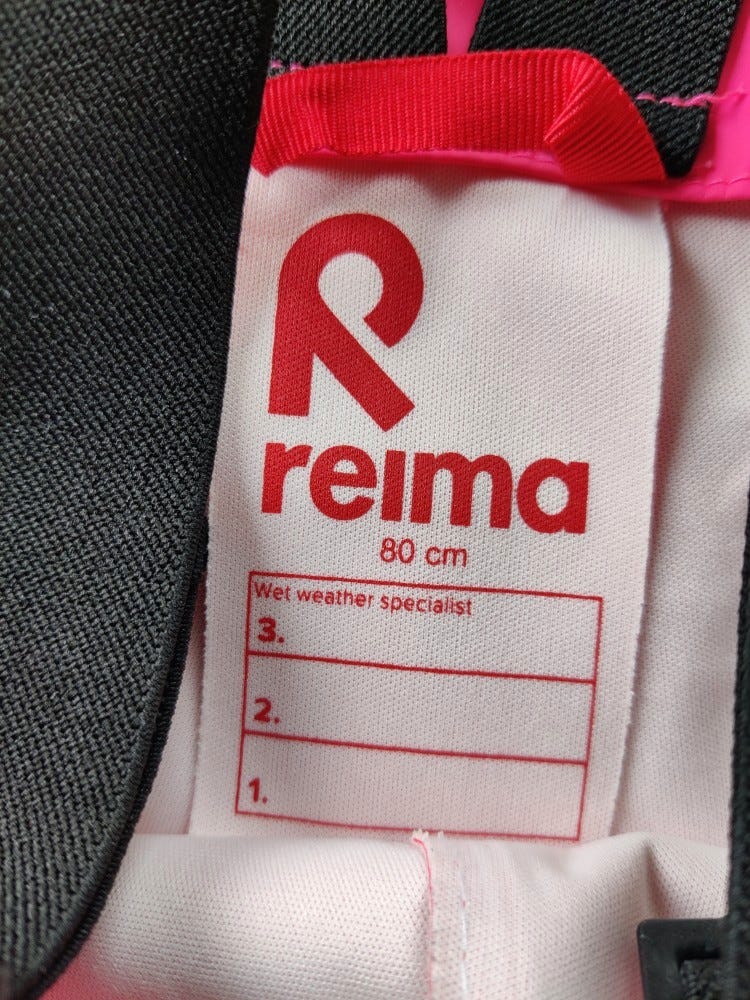 reima
80 cm
Wet weather specialist
3.
2.
1.